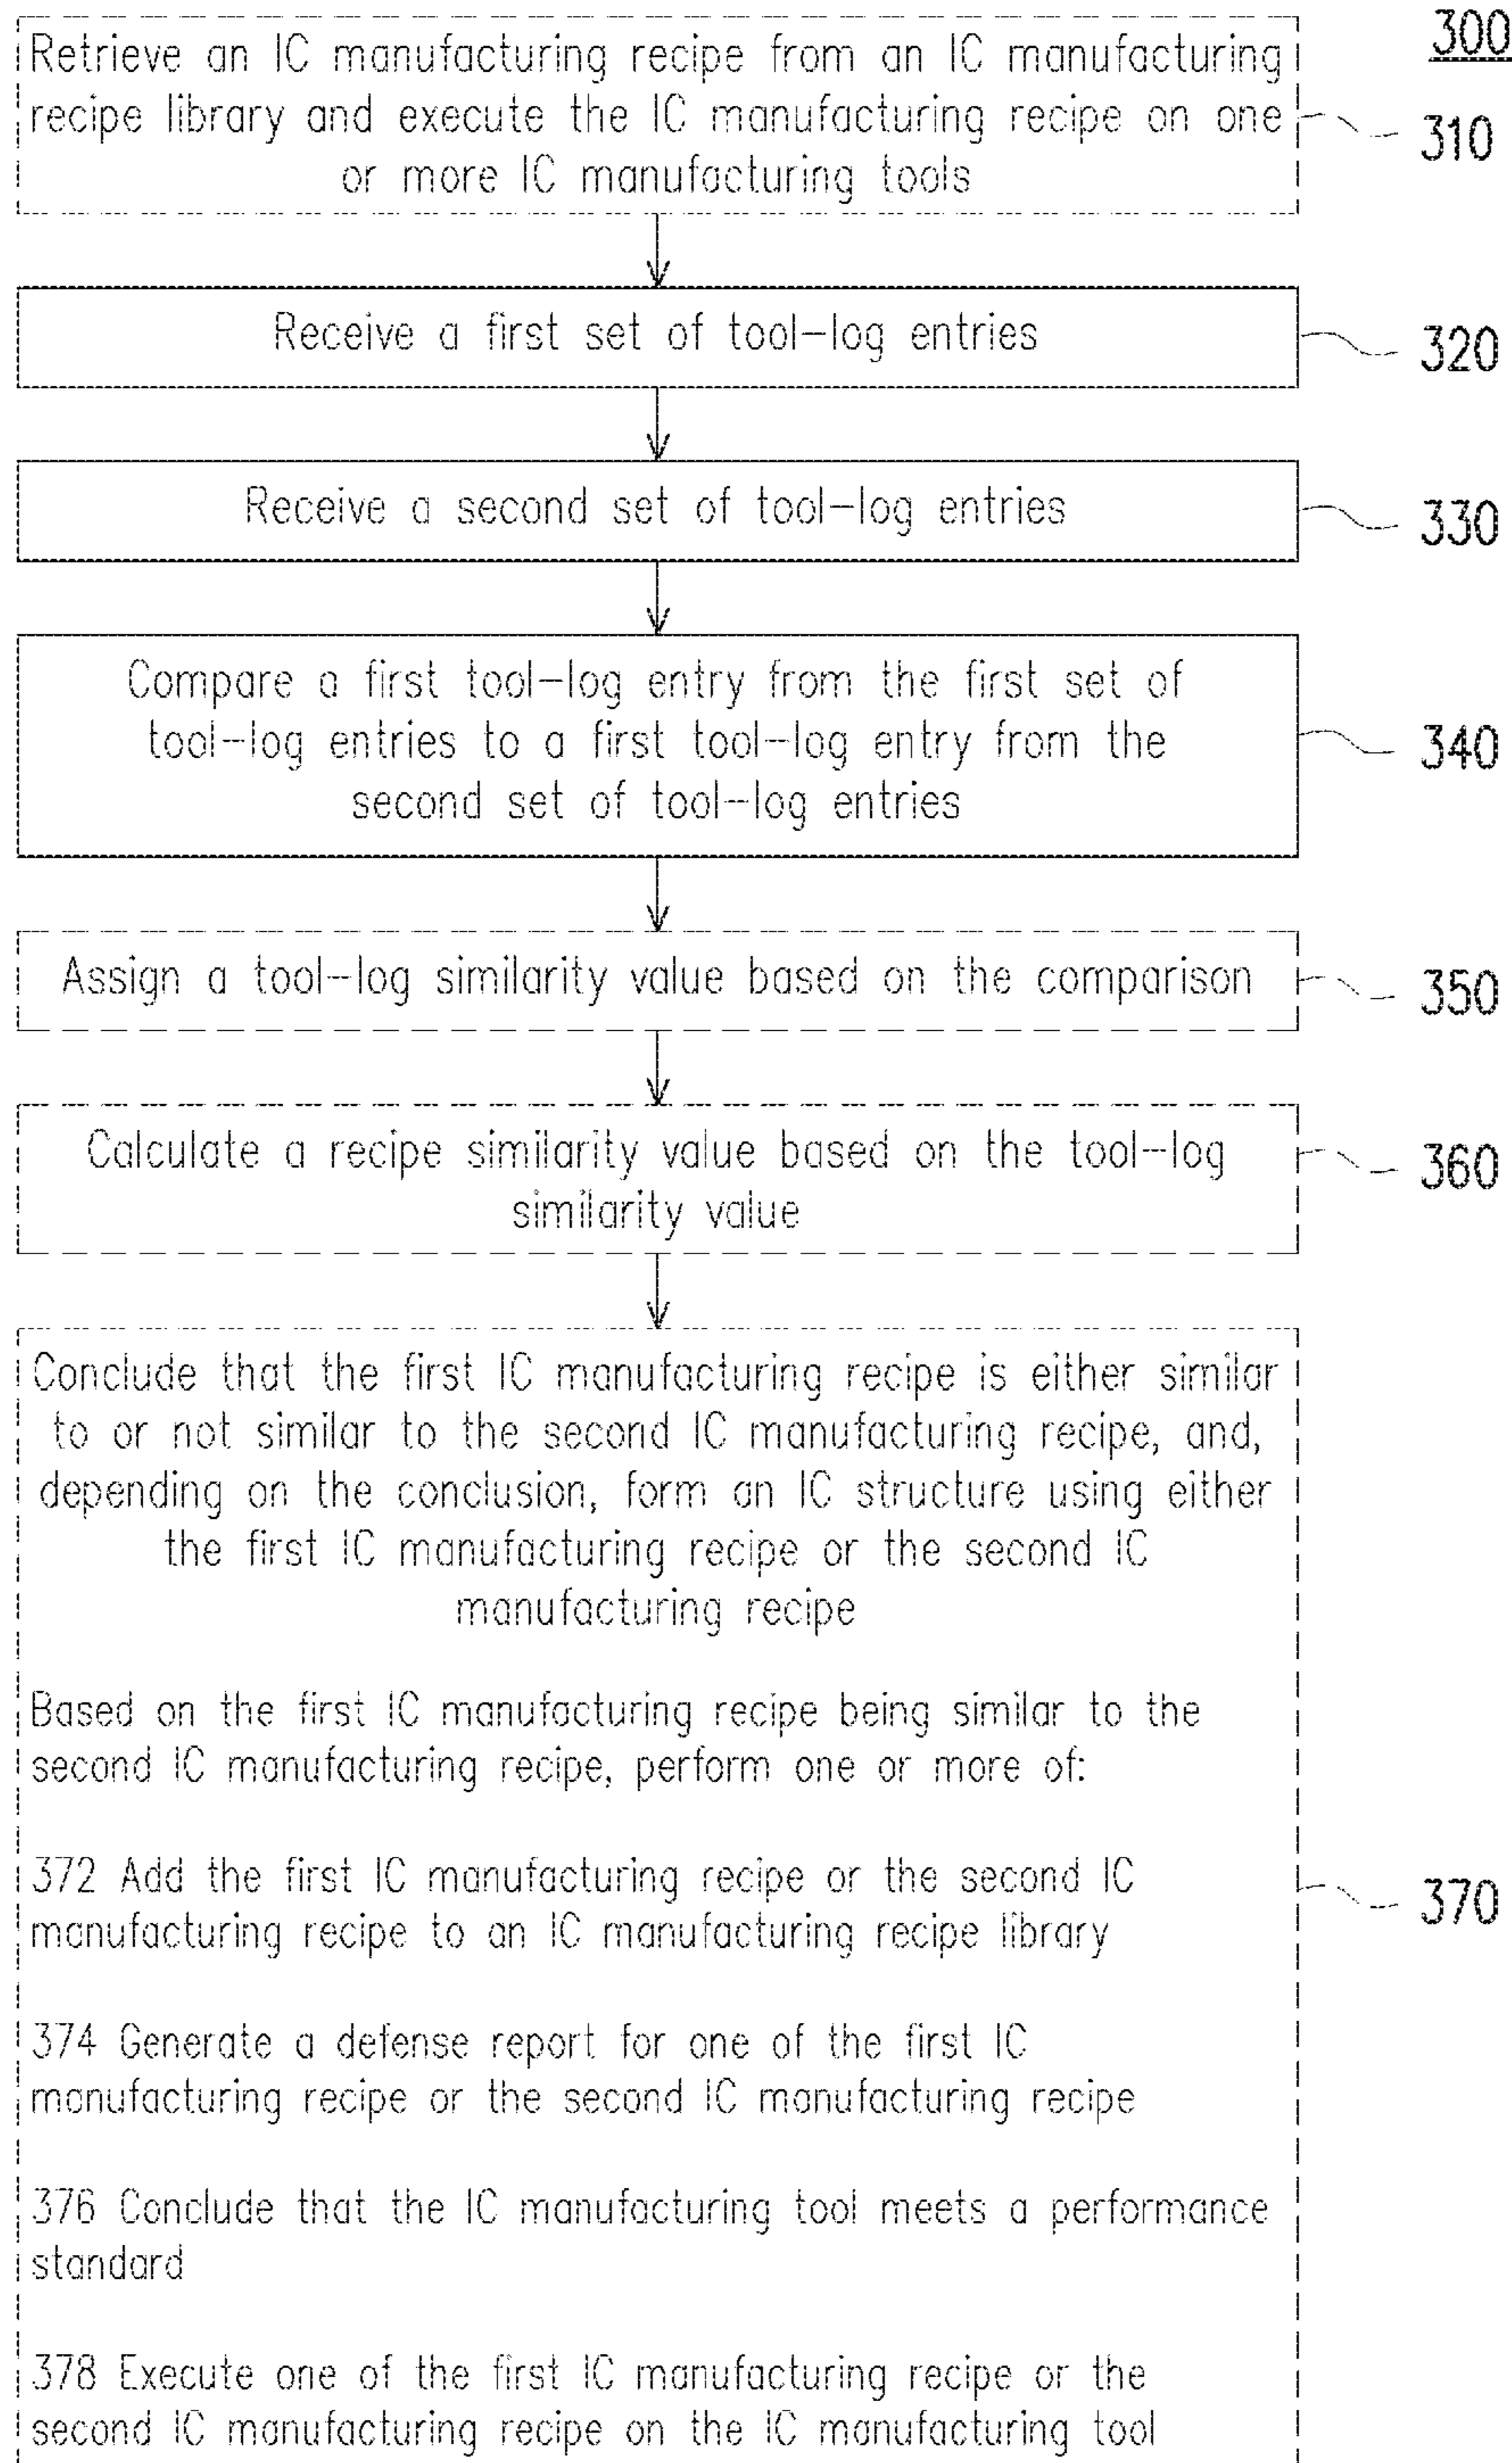 300
Retrieve an IC manufacturing
recipe from an IC manufacturing
recipe library and execute the IC manufacturing recipe on one
or more IC manufacturing tools
310
Receive a first set of tool-log entries
320
Receive a second set of tool-log entries
330
Compare a first tool-log entry from the first set of
tool-log entries to a first tool-log entry from the
second set of tool-log entries
340
Assign a tool-log similarity value based on the comparison
350
Calculate a recipe similarity value based on the tool-log
similarity value
360
Conclude that the first IC manufacturing recipe is either similar
to or not similar to the second IC manufacturing recipe, and,
depending on the conclusion, form an IC structure using either
the first IC manufacturing recipe or the second IC
manufacturing recipe
Based on the first IC manufacturing recipe being similar to the
second IC manufacturing recipe, perform one or more of:
372 Add the first IC manufacturing recipe or the second IC
manufacturing recipe to an IC manufacturing recipe library
370
374 Generate a defense report for one of the first IC
manufacturing recipe or the second IC manufacturing recipe
376 Conclude that the IC manufacturing tool meets a performance
standard
378 Execute one of the first IC manufacturing recipe or the
second IC manufacturing recipe on the IC manufacturing tool